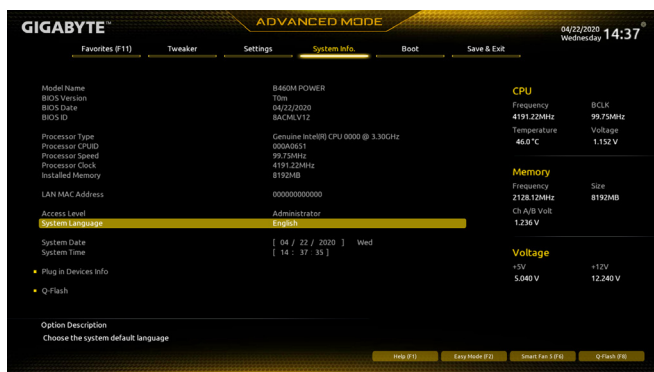 GIGABYTE™
ADVANCED MODE
04/22/2020
Wednesday 14:37
Favorites (F11) Tweaker Settings System Info. Boot Save & Exit
Model Name B460M POWER
BIOS Version T0m
BIOS Date 04/22/2020
BIOS ID 8ACMLV12
Processor Type Genuine Intel(R) CPU 0000 @ 3.30GHz
Processor CPUID 000A0651
Processor Speed 99.75MHz
Processor Clock 4191.22MHz
Installed Memory 8192MB
LAN MAC Address 000000000000
Access Level Administrator
System Language English
System Date [ 04 / 22 / 2020 ] Wed
System Time [ 14 : 37 : 35 ]
Plug in Devices Info
Q-Flash
CPU
Frequency BCLK
4191.22MHz 99.75MHz
Temperature Voltage
46.0 °C 1.152 V
Memory
Frequency Size
2128.12MHz 8192MB
Ch A/B Volt
1.236 V
Voltage
+5V +12V
5.040 V 12.240 V
Option Description
Choose the system default language
Help (F1) Easy Mode (F2) Smart Fan 5 (F6) Q-Flash (F8)